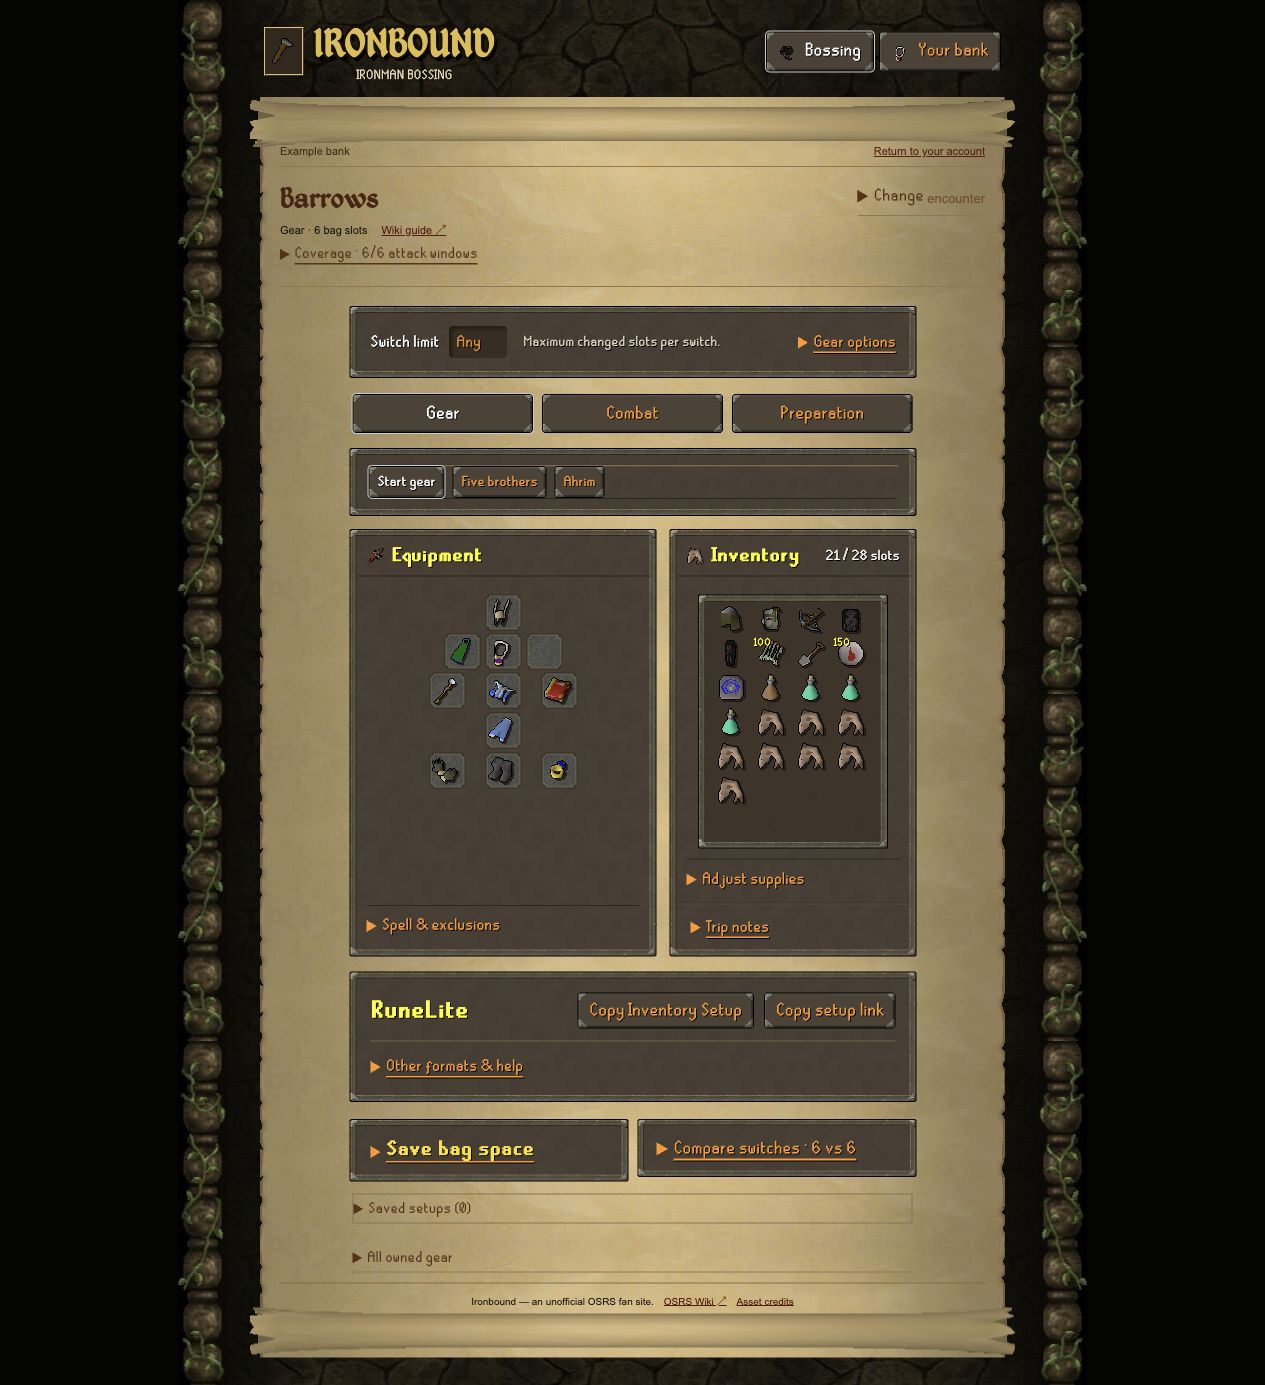 IRONBOUND
IRONMAN BOSSING
Bossing
Your bank
Example bank
Return to your account
Barrows
▶ Change encounter
Gear · 6 bag slots
Wiki guide ↗
▶ Coverage · 6/6 attack windows
Switch limit
Any
Maximum changed slots per switch.
▶ Gear options
Gear
Combat
Preparation
Start gear
Five brothers
Ahrim
Equipment
Inventory
21 / 28 slots
100
150
▶ Adjust supplies
▶ Spell & exclusions
▶ Trip notes
RuneLite
Copy Inventory Setup
Copy setup link
▶ Other formats & help
▶ Save bag space
▶ Compare switches · 6 vs 6
▶ Saved setups (0)
▶ All owned gear
Ironbound — an unofficial OSRS fan site. OSRS Wiki ↗ Asset credits